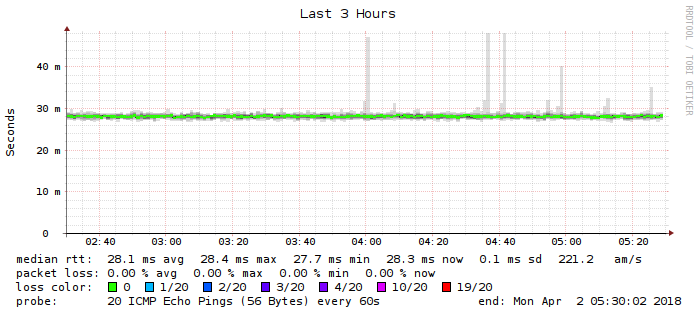 Last 3 Hours
RRDTOOL / TOBI OETIKER
Seconds
40 m
30 m
20 m
10 m
0
02:40 03:00 03:20 03:40 04:00 04:20 04:40 05:00 05:20
median rtt: 28.1 ms avg 28.4 ms max 27.7 ms min 28.3 ms now 0.1 ms sd 221.2 am/s
packet loss: 0.00 % avg 0.00 % max 0.00 % min 0.00 % now
loss color: 0 1/20 2/20 3/20 4/20 10/20 19/20
probe: 20 ICMP Echo Pings (56 Bytes) every 60s end: Mon Apr 2 05:30:02 2018